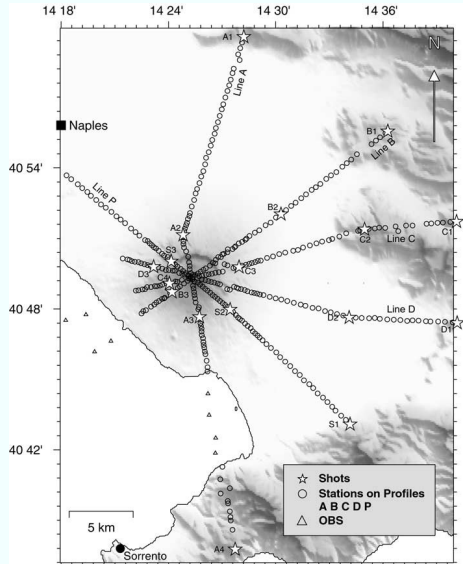 14 18' 14 24' 14 30' 14 36'
A1
N
Line A
Naples
B1
Line B
40 54'
Line P
B2
C1
A2
C2
Line C
S3
D3
C3
C4
B3
40 48'
Line D
A3
S2
D2
D1
S1
40 42'
Shots
Stations on Profiles
A B C D P
OBS
5 km
A4
Sorrento